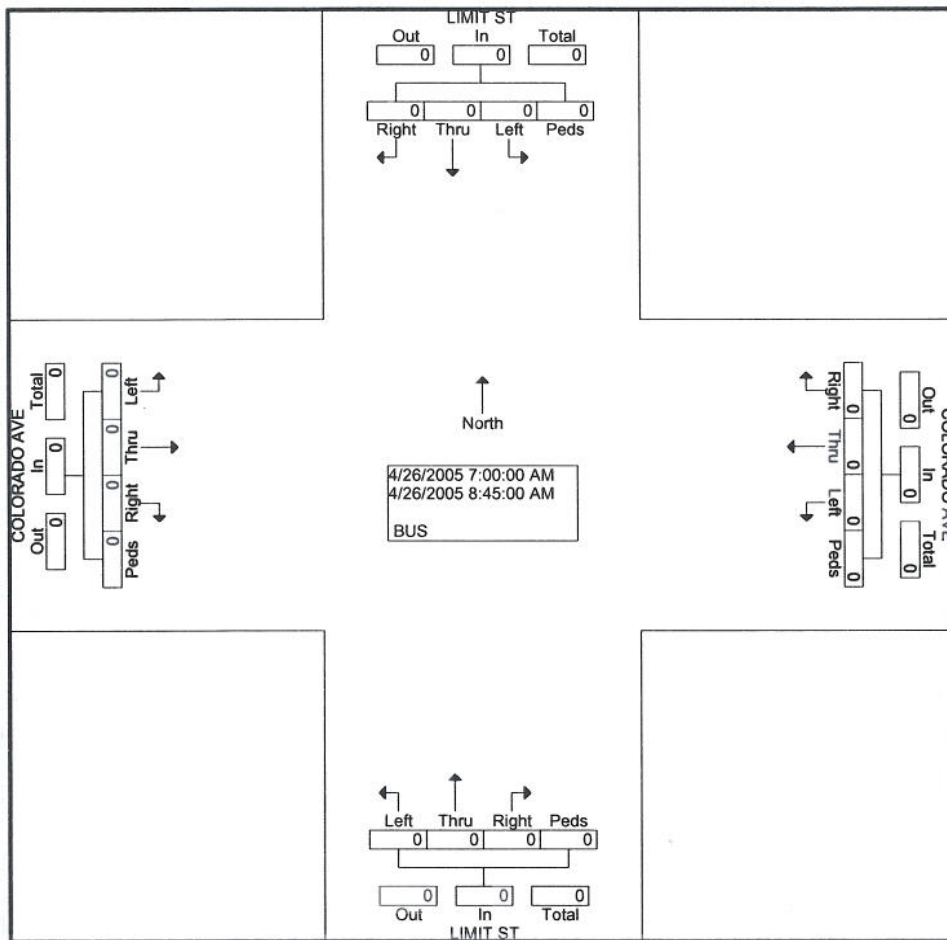 LIMIT ST
Out In Total
0 0 0
0 0 0 0
Right Thru Left Peds
COLORADO AVE
Total In Out
0 0 0
0 0 0 0
Left Thru Right Peds
North
4/26/2005 7:00:00 AM
4/26/2005 8:45:00 AM
BUS
Right Thru Left Peds
0 0 0 0
0 0 0
Out In Total
COLORADO AVE
Left Thru Right Peds
0 0 0 0
0 0 0
Out In Total
LIMIT ST